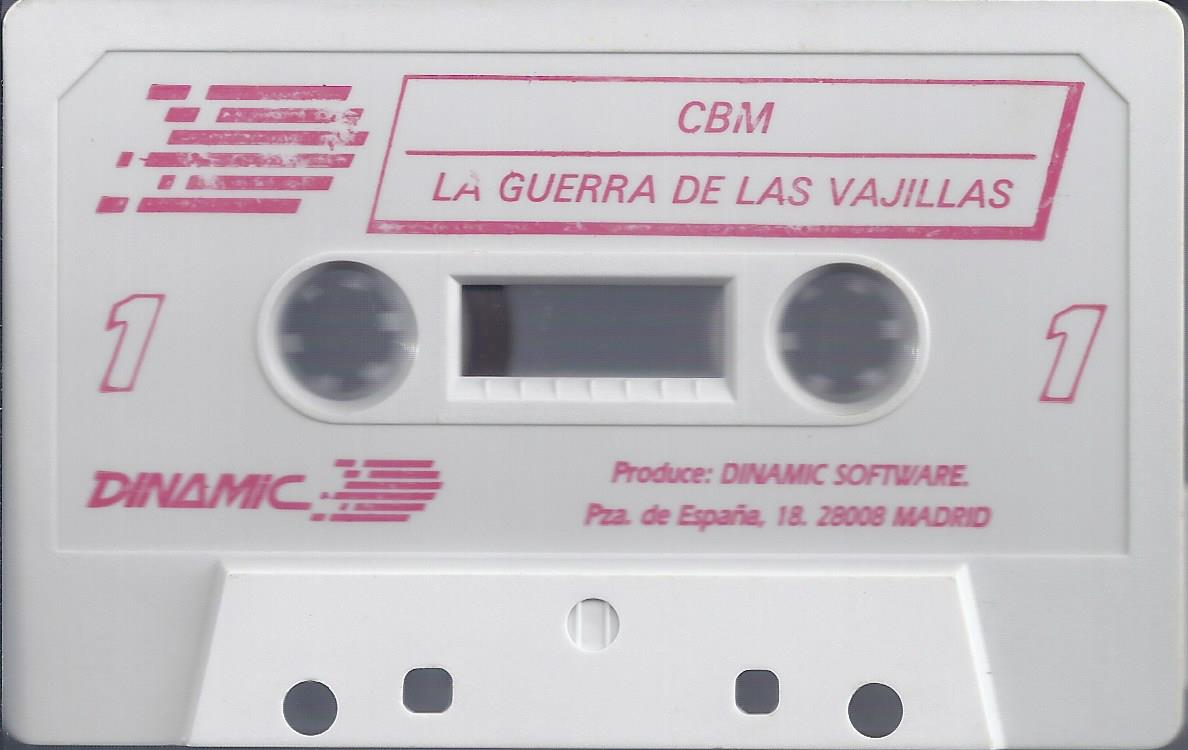 CBM
LA GUERRA DE LAS VAJILLAS
1
1
DINAMIC
Produce: DINAMIC SOFTWARE.
Pza. de España, 18. 28008 MADRID